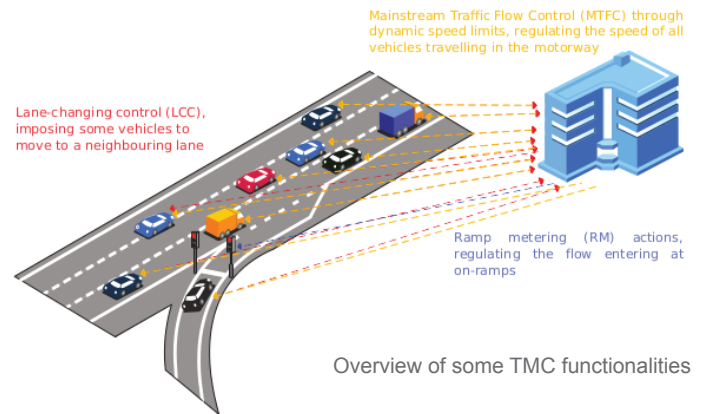 Mainstream Traffic Flow Control (MTFC) through
dynamic speed limits, regulating the speed of all
vehicles travelling in the motorway
Lane-changing control (LCC),
imposing some vehicles to
move to a neighbouring lane
Ramp metering (RM) actions,
regulating the flow entering at
on-ramps
Overview of some TMC functionalities